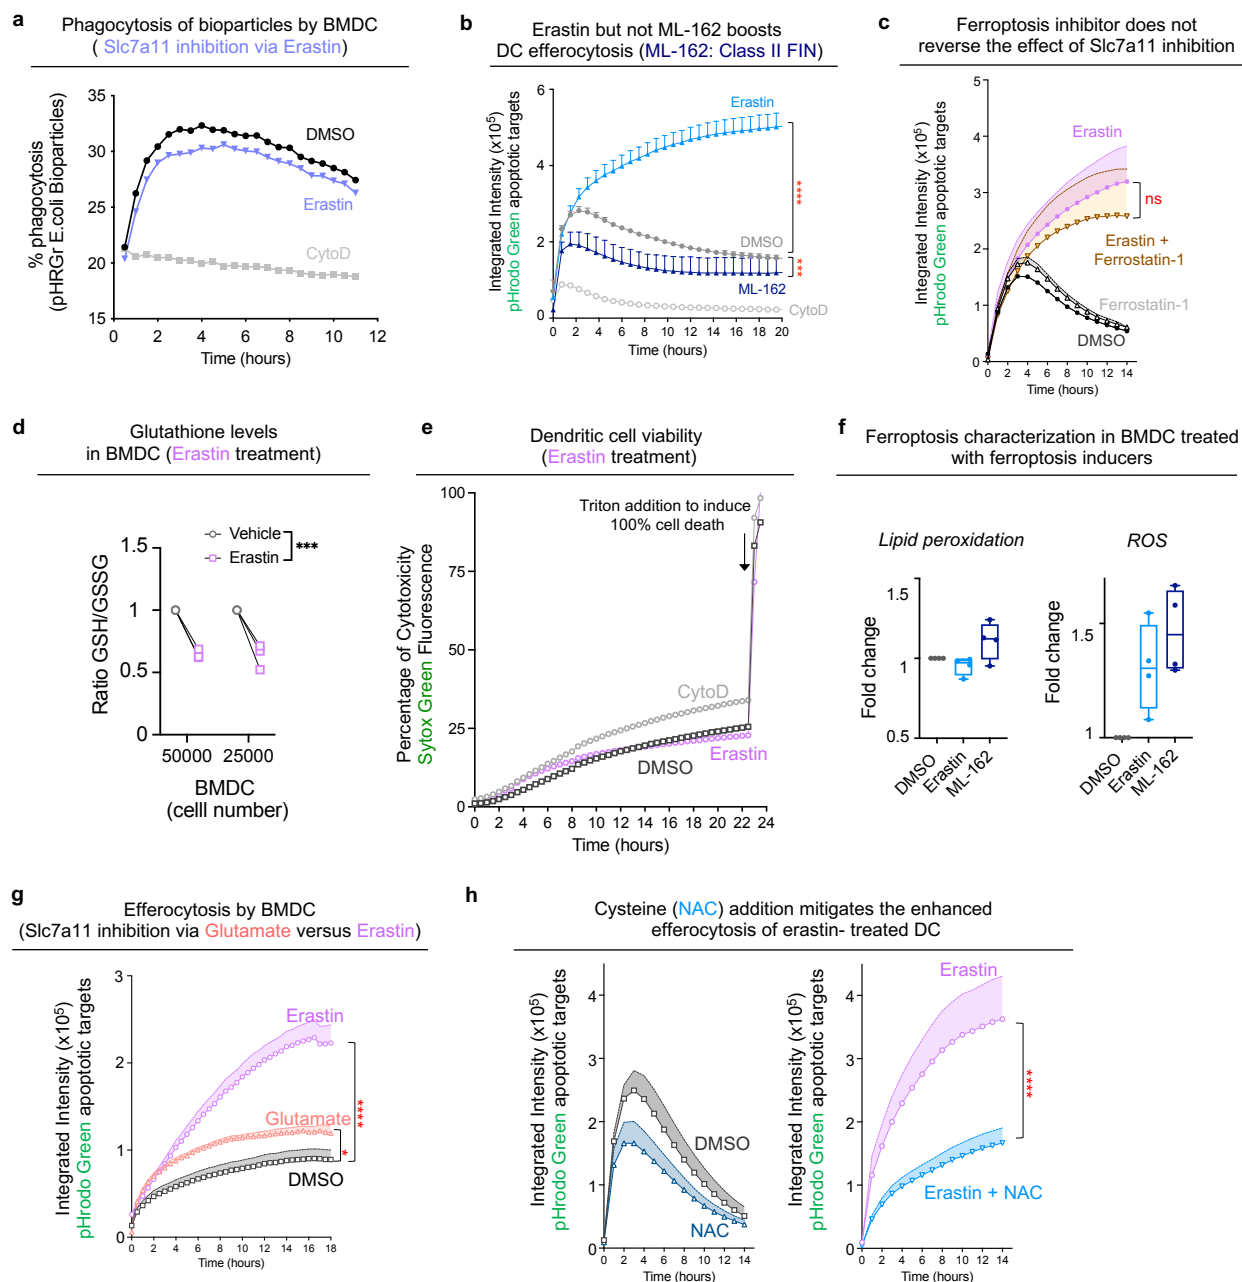 a
Phagocytosis of bioparticles by BMDC
( Slc7a11 inhibition via Erastin)
% phagocytosis
(pHRGr E.coli Bioparticles)
35
30
25
20
15
DMSO
Erastin
CytoD
0 2 4 6 8 10 12
Time (hours)
b
Erastin but not ML-162 boosts
DC efferocytosis (ML-162: Class II FIN)
Integrated Intensity (x10⁵)
pHrodo Green apoptotic targets
6
4
2
0
Erastin
DMSO
ML-162
CytoD
****
***
0 2 4 6 8 10 12 14 16 18 20
Time (hours)
c
Ferroptosis inhibitor does not
reverse the effect of Slc7a11 inhibition
Integrated Intensity (x10⁵)
pHrodo Green apoptotic targets
5
4
3
2
1
0
Erastin
ns
Erastin +
Ferrostatin-1
Ferrostatin-1
DMSO
0 2 4 6 8 10 12 14
Time (hours)
d
Glutathione levels
in BMDC (Erastin treatment)
Vehicle
Erastin
***
Ratio GSH/GSSG
1.5
1
0.5
0
50000 25000
BMDC
(celll number)
e
Dendritic cell viability
(Erastin treatment)
Percentage of Cytotoxicity
Sytox Green Fluorescence
100
75
50
25
0
Triton addition to induce
100% cell death
CytoD
DMSO
Erastin
0 2 4 6 8 10 12 14 16 18 20 22 24
Time (hours)
f
Ferroptosis characterization in BMDC treated
with ferroptosis inducers
Lipid peroxidation
Fold change
1.5
1
0.5
DMSO
Erastin
ML-162
ROS
Fold change
1.5
1
DMSO
Erastin
ML-162
g
Efferocytosis by BMDC
(Slc7a11 inhibition via Glutamate versus Erastin)
Integrated Intensity (x10⁵)
pHrodo Green apoptotic targets
3
2
1
0
Erastin
Glutamate
DMSO
****
*
0 2 4 6 8 10 12 14 16 18
Time (hours)
h
Cysteine (NAC) addition mitigates the enhanced
efferocytosis of erastin- treated DC
Integrated Intensity (x10⁵)
pHrodo Green apoptotic targets
4
3
2
1
0
DMSO
NAC
0 2 4 6 8 10 12 14
Time (hours)
Integrated Intensity (x10⁵)
pHrodo Green apoptotic targets
4
3
2
1
0
Erastin
****
Erastin + NAC
0 2 4 6 8 10 12 14
Time (hours)